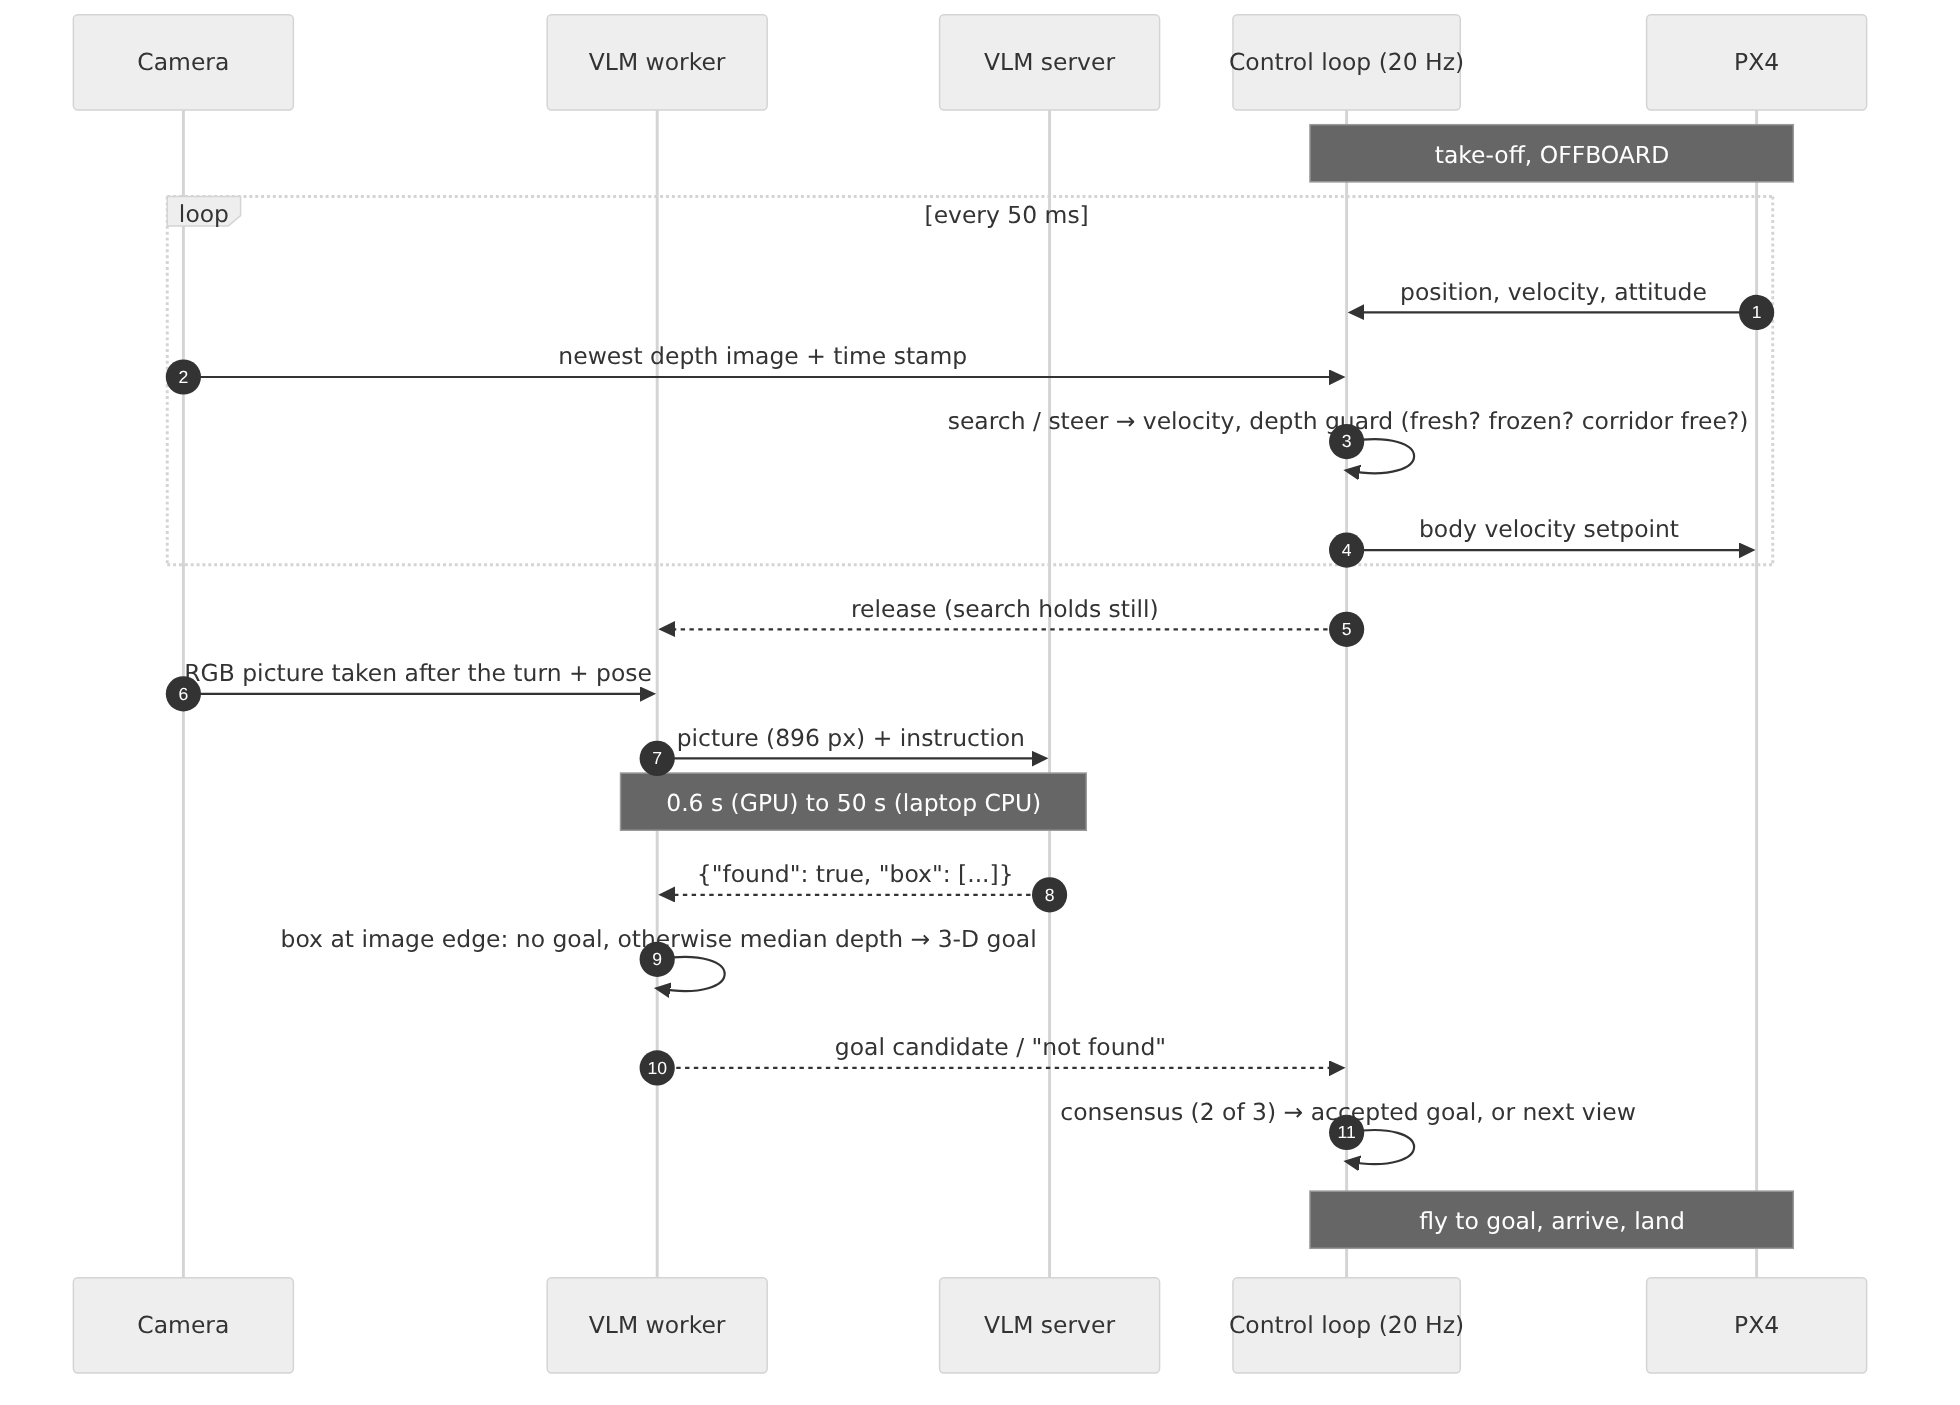 Camera
VLM worker
VLM server
Control loop (20 Hz)
PX4
take-off, OFFBOARD
loop
[every 50 ms]
position, velocity, attitude
1
newest depth image + time stamp
2
search / steer → velocity, depth guard (fresh? frozen? corridor free?)
3
body velocity setpoint
4
release (search holds still)
5
RGB picture taken after the turn + pose
6
picture (896 px) + instruction
7
0.6 s (GPU) to 50 s (laptop CPU)
{"found": true, "box": [...]}
8
box at image edge: no goal, otherwise median depth → 3-D goal
9
goal candidate / "not found"
10
consensus (2 of 3) → accepted goal, or next view
11
fly to goal, arrive, land
Camera
VLM worker
VLM server
Control loop (20 Hz)
PX4